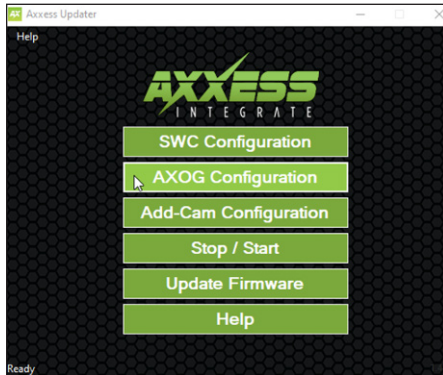 AX Axxess Updater
Help
AXXESS
INTEGRATE
SWC Configuration
AXOG Configuration
Add-Cam Configuration
Stop / Start
Update Firmware
Help
Ready